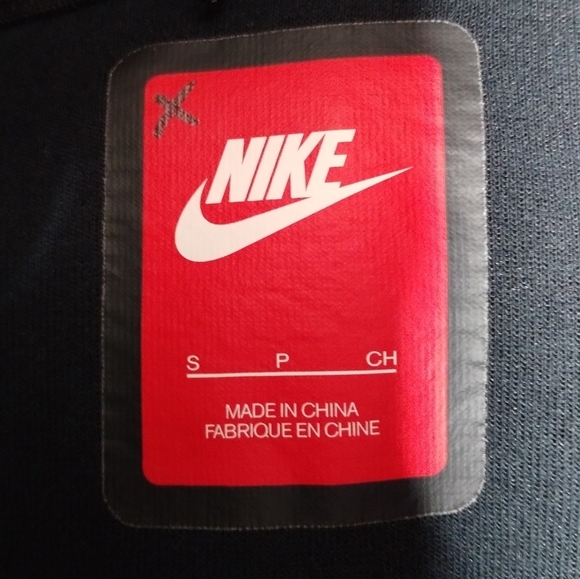 NIKE
S P CH
MADE IN CHINA
FABRIQUE EN CHINE